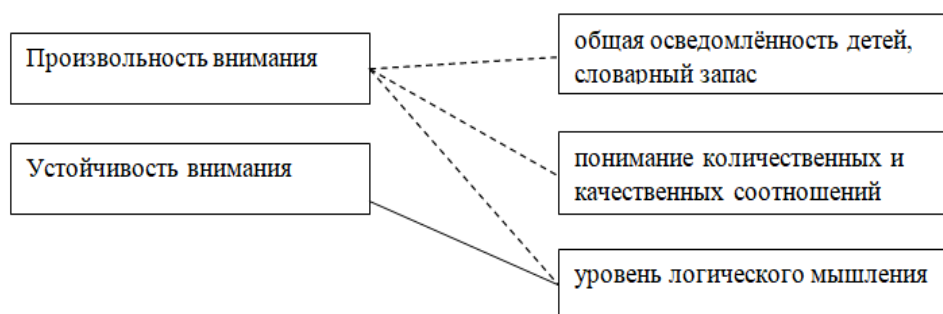 Произвольность внимания
Устойчивость внимания
общая осведомлённость детей,
словарный запас
понимание количественных и
качественных соотношений
уровень логического мышления